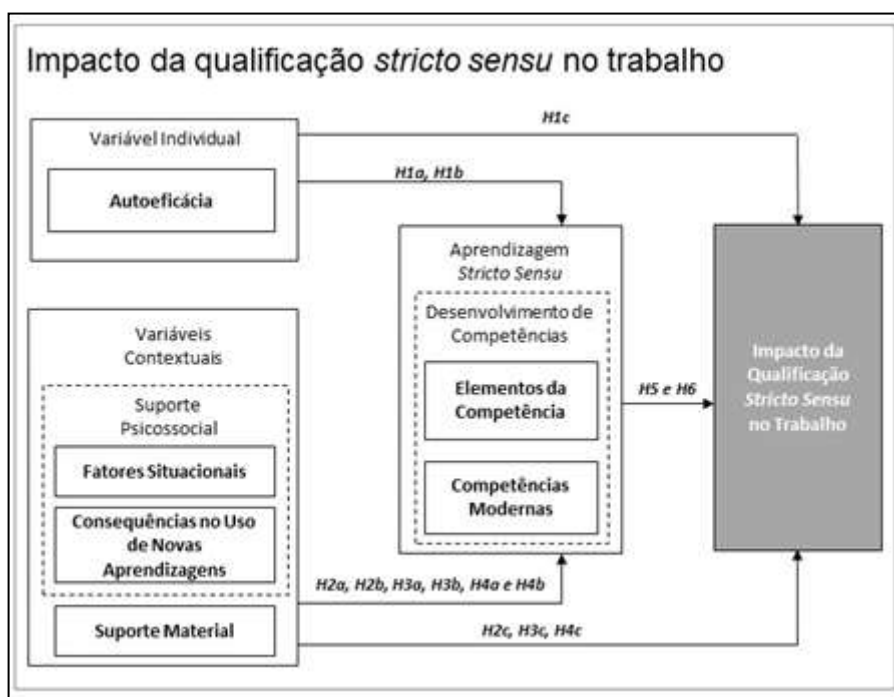 Impacto da qualificação stricto sensu no trabalho
Variável Individual
Autoeficácia
H1c
H1a, H1b
Variáveis
Contextuais
Suporte
Psicossocial
Fatores Situacionais
Consequências no Uso
de Novas
Aprendizagens
Suporte Material
H2a, H2b, H3a, H3b, H4a e H4b
H2c, H3c, H4c
Aprendizagem
Stricto Sensu
Desenvolvimento de
Competências
Elementos da
Competência
Competências
Modernas
H5 e H6
Impacto da
Qualificação
Stricto Sensu
no Trabalho